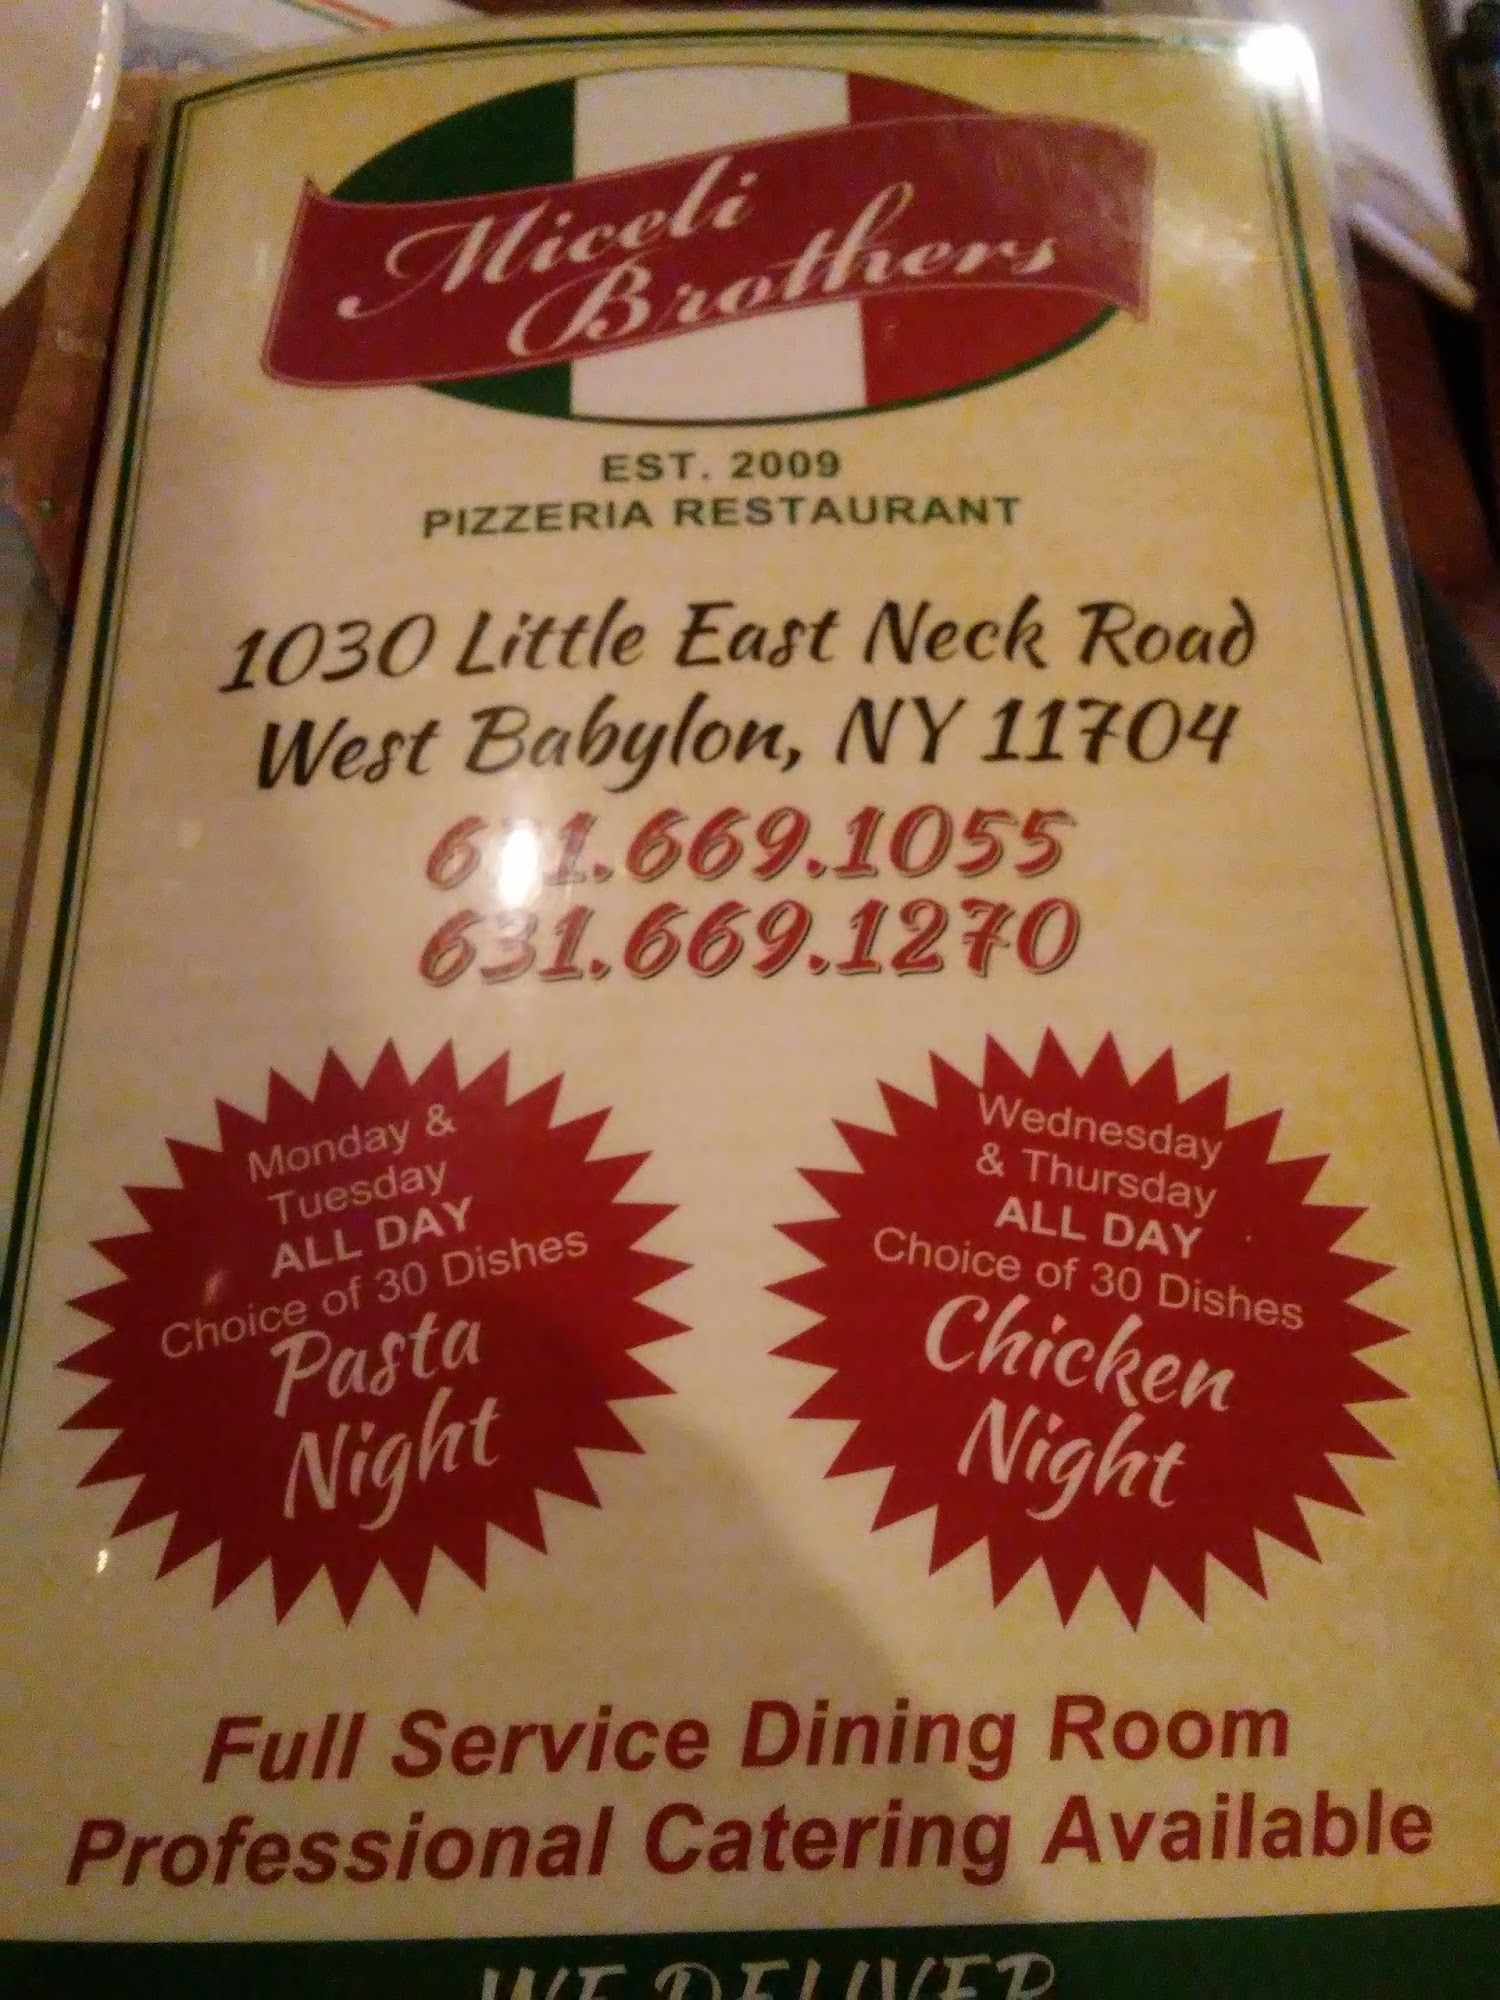 Miceli
Brothers
EST. 2009
PIZZERIA RESTAURANT
1030 Little East Neck Road
West Babylon, NY 11704
631.669.1055
631.669.1270
Monday &
Tuesday
ALL DAY
Choice of 30 Dishes
Pasta
Night
Wednesday
& Thursday
ALL DAY
Choice of 30 Dishes
Chicken
Night
Full Service Dining Room
Professional Catering Available
WE DELIVER